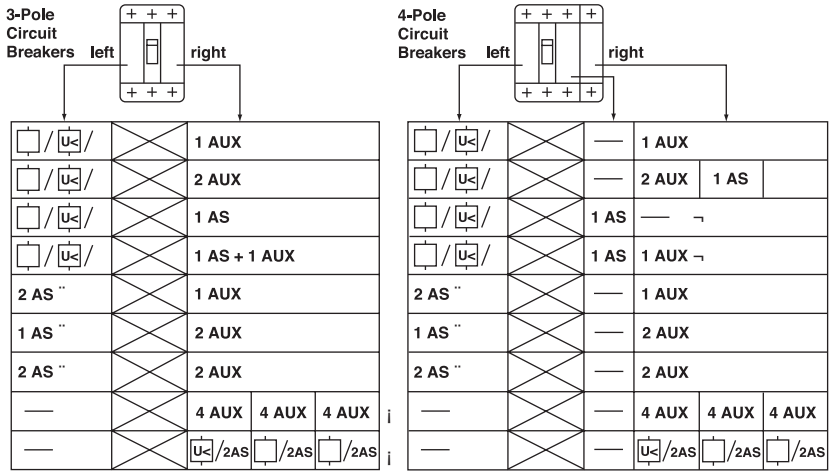 3-Pole
Circuit
Breakers left right
+ + +
+ + +
/ U< / 1 AUX
/ U< / 2 AUX
/ U< / 1 AS
/ U< / 1 AS + 1 AUX
2 AS ¨ 1 AUX
1 AS ¨ 2 AUX
2 AS ¨ 2 AUX
— 4 AUX 4 AUX 4 AUX ¡
— U< /2AS /2AS /2AS ¡
4-Pole
Circuit
Breakers left right
+ + + +
+ + + +
/ U< / — 1 AUX
/ U< / — 2 AUX 1 AS
/ U< / 1 AS — ¬
/ U< / 1 AS 1 AUX ¬
2 AS ¨ — 1 AUX
1 AS ¨ — 2 AUX
2 AS ¨ — 2 AUX
— — 4 AUX 4 AUX 4 AUX
— — U< /2AS /2AS /2AS